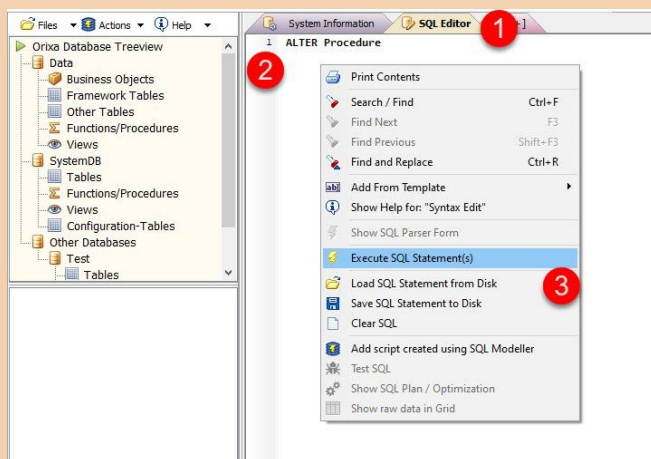 Files Actions Help
Orixa Database Treeview
Data
Business Objects
Framework Tables
Other Tables
Functions/Procedures
Views
SystemDB
Tables
Functions/Procedures
Views
Configuration-Tables
Other Databases
Test
Tables
System Information SQL Editor 1 ]
1 ALTER Procedure
2
Print Contents
Search / Find Ctrl+F
Find Next F3
Find Previous Shift+F3
Find and Replace Ctrl+R
Add From Template
Show Help for: "Syntax Edit"
Show SQL Parser Form
Execute SQL Statement(s)
3
Load SQL Statement from Disk
Save SQL Statement to Disk
Clear SQL
Add script created using SQL Modeller
Test SQL
Show SQL Plan / Optimization
Show raw data in Grid